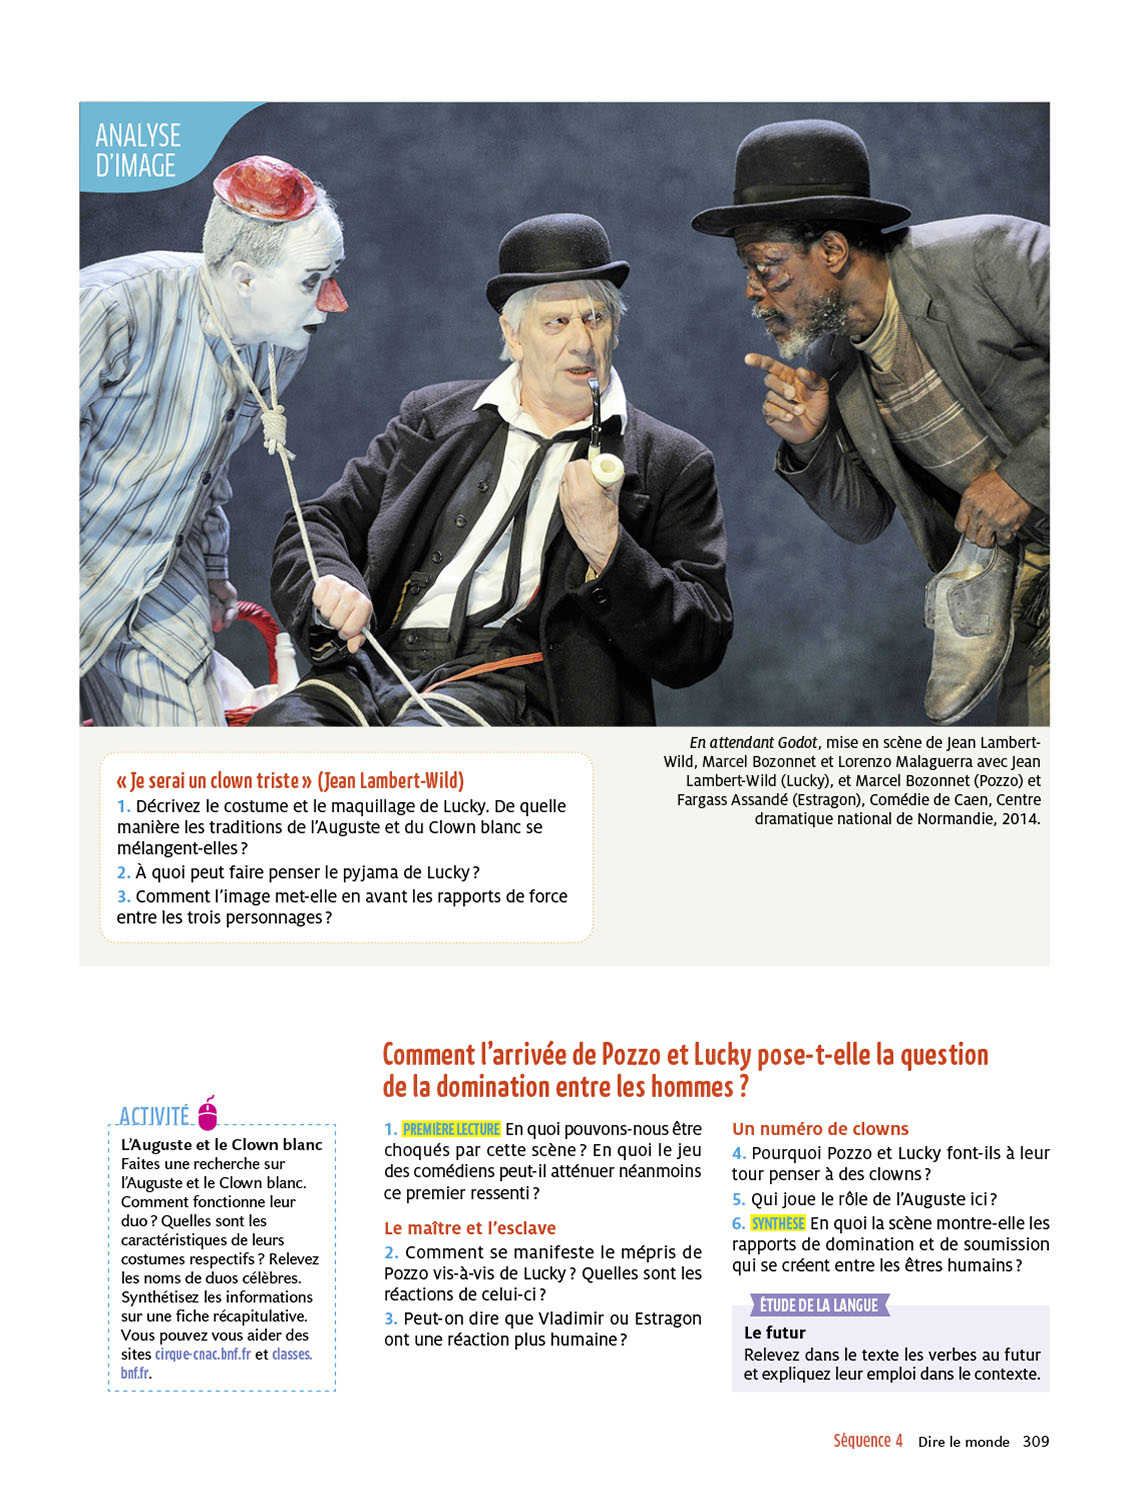 ANALYSE
D'IMAGE
En attendant Godot, mise en scène de Jean Lambert-
Wild, Marcel Bozonnet et Lorenzo Malaguerra avec Jean
Lambert-Wild (Lucky), et Marcel Bozonnet (Pozzo) et
Fargass Assandé (Estragon), Comédie de Caen, Centre
dramatique national de Normandie, 2014.
« Je serai un clown triste » (Jean Lambert-Wild)
1. Décrivez le costume et le maquillage de Lucky. De quelle
manière les traditions de l'Auguste et du Clown blanc se
mélangent-elles ?
2. À quoi peut faire penser le pyjama de Lucky ?
3. Comment l'image met-elle en avant les rapports de force
entre les trois personnages ?
ACTIVITÉ
L'Auguste et le Clown blanc
Faites une recherche sur
l'Auguste et le Clown blanc.
Comment fonctionne leur
duo ? Quelles sont les
caractéristiques de leurs
costumes respectifs ? Relevez
les noms de duos célèbres.
Synthétisez les informations
sur une fiche récapitulative.
Vous pouvez vous aider des
sites cirque-cnac.bnf.fr et classes.
bnf.fr.
Comment l'arrivée de Pozzo et Lucky pose-t-elle la question
de la domination entre les hommes ?
1. PREMIÈRE LECTURE En quoi pouvons-nous être
choqués par cette scène ? En quoi le jeu
des comédiens peut-il atténuer néanmoins
ce premier ressenti ?
Le maître et l'esclave
2. Comment se manifeste le mépris de
Pozzo vis-à-vis de Lucky ? Quelles sont les
réactions de celui-ci ?
3. Peut-on dire que Vladimir ou Estragon
ont une réaction plus humaine ?
Un numéro de clowns
4. Pourquoi Pozzo et Lucky font-ils à leur
tour penser à des clowns ?
5. Qui joue le rôle de l'Auguste ici ?
6. SYNTHÈSE En quoi la scène montre-elle les
rapports de domination et de soumission
qui se créent entre les êtres humains ?
ÉTUDE DE LA LANGUE
Le futur
Relevez dans le texte les verbes au futur
et expliquez leur emploi dans le contexte.
Séquence 4 Dire le monde 309